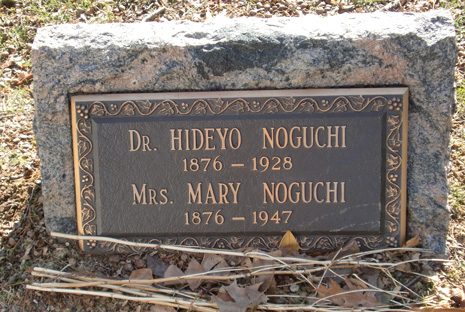 DR. HIDEYO NOGUCHI
1876 – 1928
MRS. MARY NOGUCHI
1876 – 1947